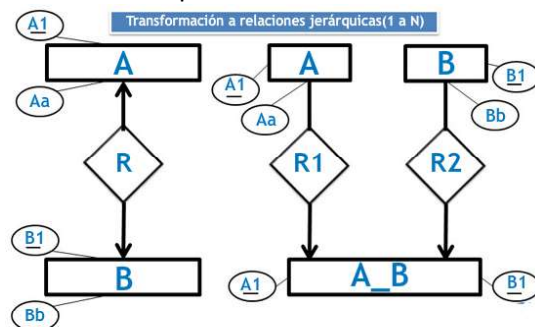 Transformación a relaciones jerárquicas(1 a N)
A1
A
Aa
R
B1
B
Bb
A
A1
Aa
R1
B
B1
Bb
R2
A1
A_B
B1